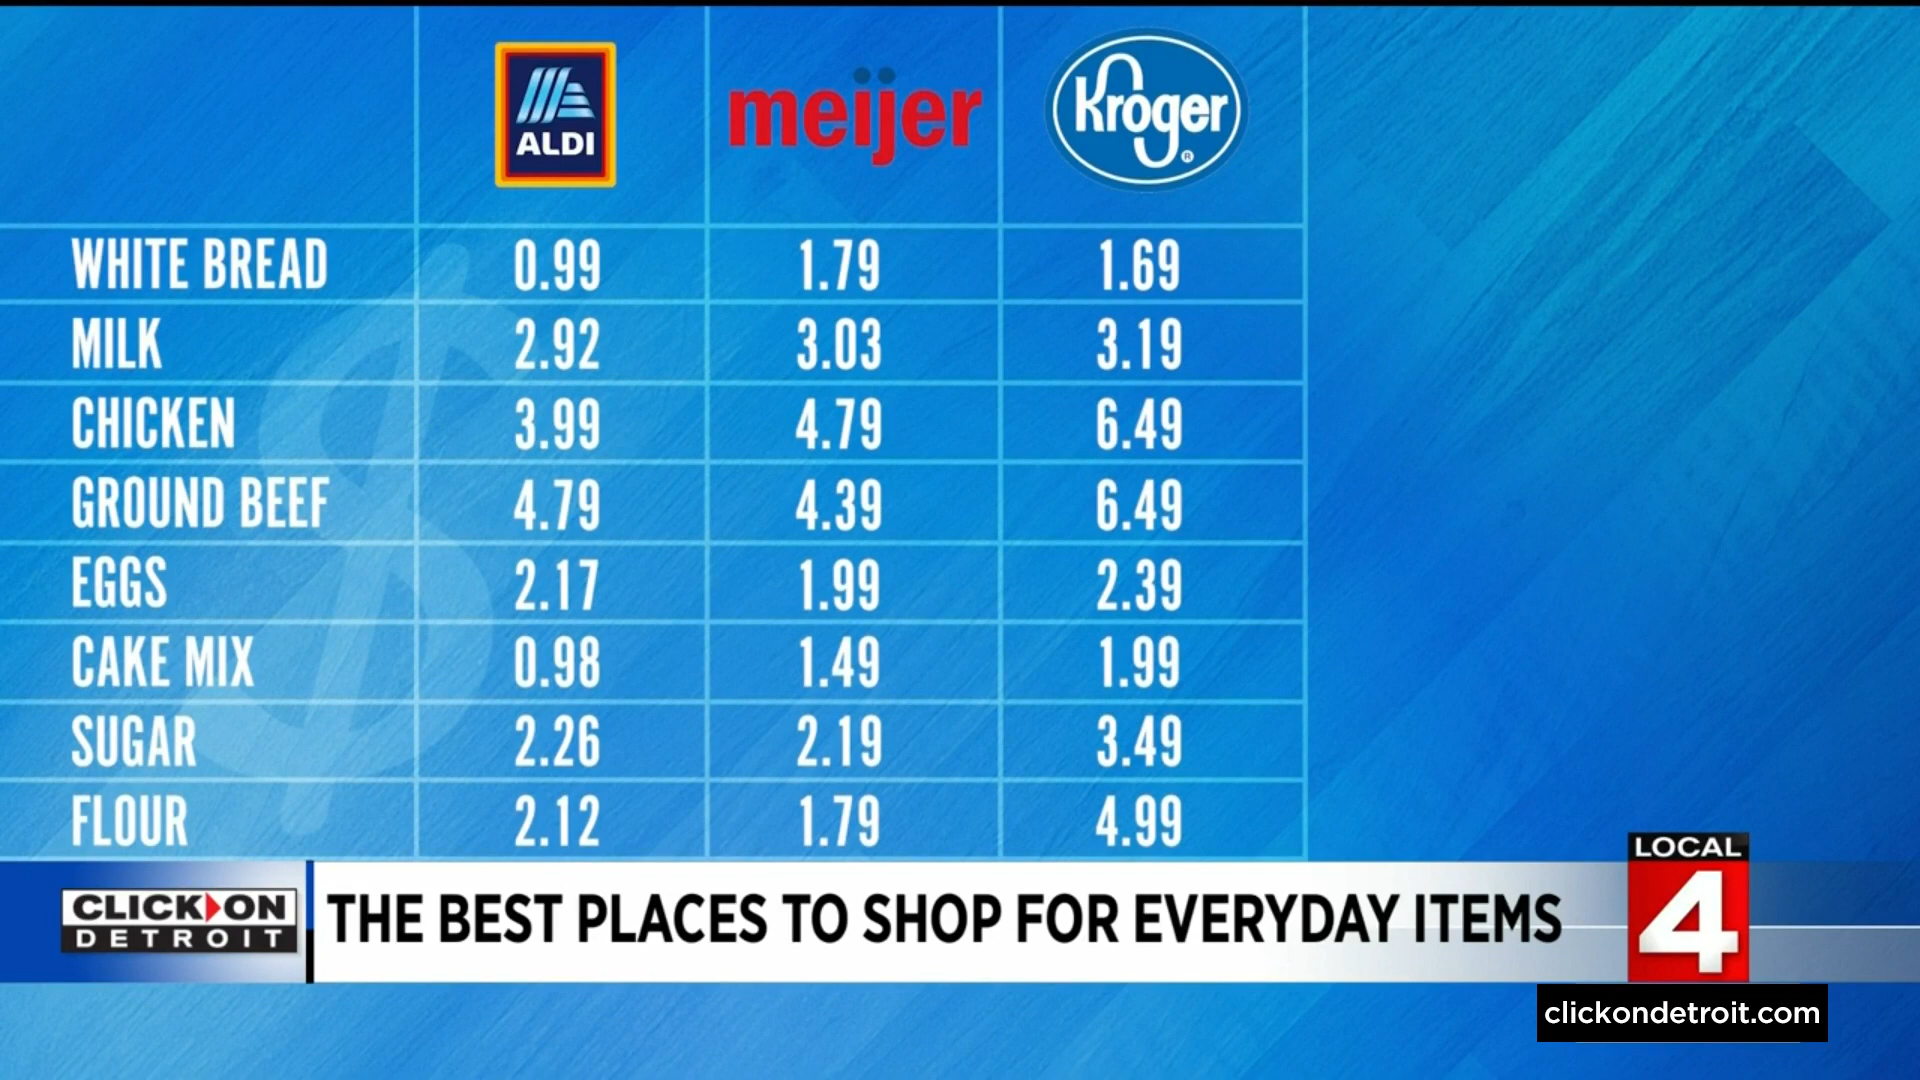 ALDI meijer Kroger ®
WHITE BREAD 0.99 1.79 1.69
MILK 2.92 3.03 3.19
CHICKEN 3.99 4.79 6.49
GROUND BEEF 4.79 4.39 6.49
EGGS 2.17 1.99 2.39
CAKE MIX 0.98 1.49 1.99
SUGAR 2.26 2.19 3.49
FLOUR 2.12 1.79 4.99
CLICK ON
DETROIT
THE BEST PLACES TO SHOP FOR EVERYDAY ITEMS
LOCAL
4
clickondetroit.com